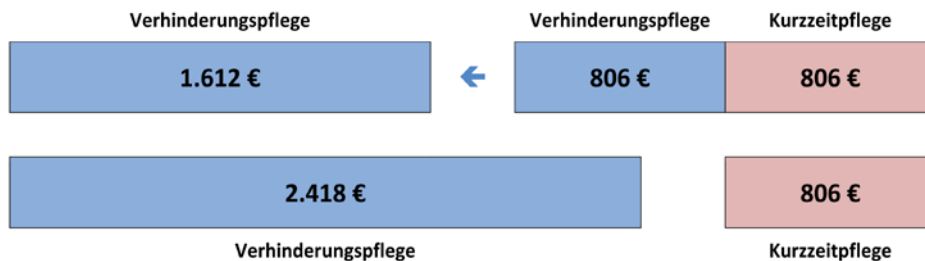 Verhinderungspflege Verhinderungspflege Kurzzeitpflege
1.612 € 806 € 806 €
2.418 € 806 €
Verhinderungspflege Kurzzeitpflege